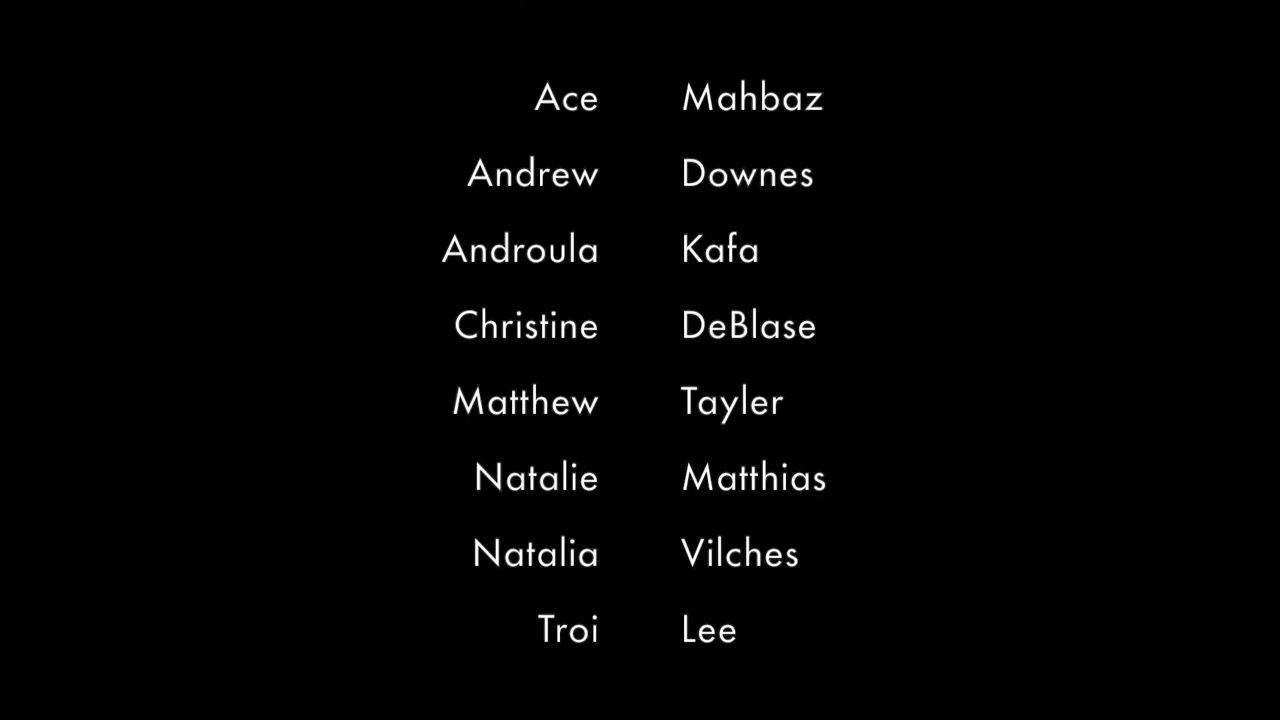 Ace Mahbaz
Andrew Downes
Androula Kafa
Christine DeBlase
Matthew Tayler
Natalie Matthias
Natalia Vilches
Troi Lee